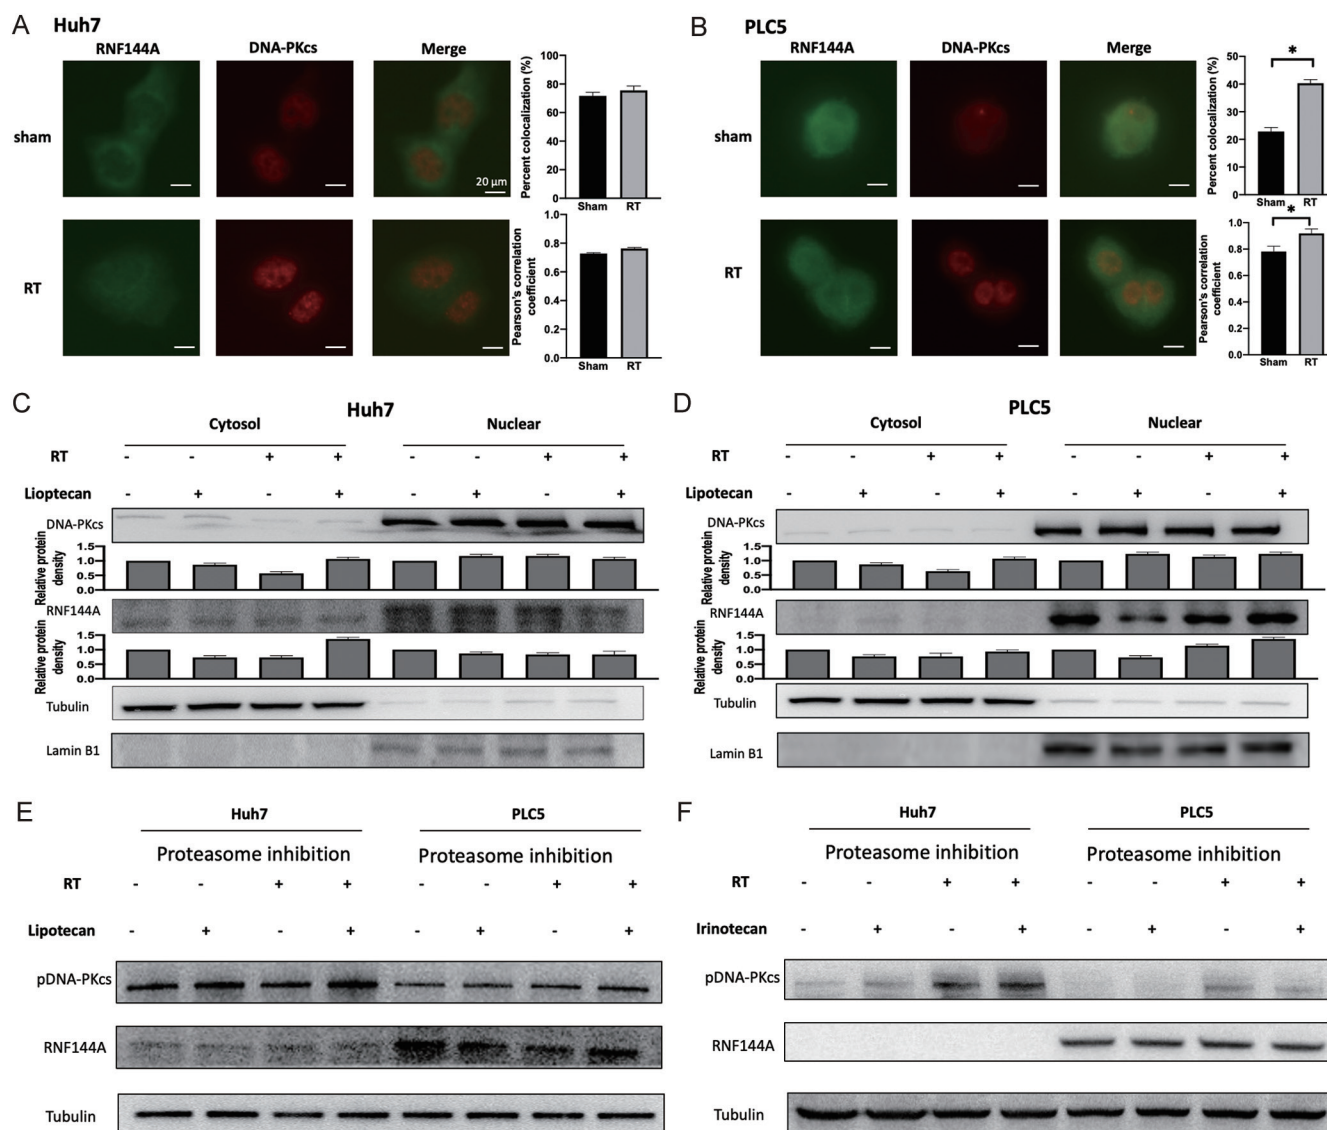 A Huh7
RNF144A DNA-PKcs Merge
sham
20 μm
RT
Percent colocalization (%)
100
80
60
40
20
0
Sham RT
Pearson's correlation
coefficient
1.0
0.8
0.6
0.4
0.2
0.0
Sham RT
B PLC5
RNF144A DNA-PKcs Merge
sham
RT
Percent colocalization (%)
50
40
30
20
10
0
*
Sham RT
Pearson's correlation
coefficient
1.0
0.8
0.6
0.4
0.2
0.0
*
Sham RT
C Huh7
Cytosol Nuclear
RT - - + + - - + +
Lioptecan - + - + - + - +
DNA-PKcs
Relative protein
density
1.5
1.0
0.5
RNF144A
Relative protein
density
1.5
1.0
0.5
0.0
Tubulin
Lamin B1
D PLC5
Cytosol Nuclear
RT - - + + - - + +
Lipotecan - + - + - + - +
DNA-PKcs
Relative protein
density
1.5
1.0
0.5
0.0
RNF144A
Relative protein
density
1.5
1.0
0.5
0.0
Tubulin
Lamin B1
E Huh7 PLC5
Proteasome inhibition Proteasome inhibition
RT - - + + - - + +
Lipotecan - + - + - + - +
pDNA-PKcs
RNF144A
Tubulin
F Huh7 PLC5
Proteasome inhibition Proteasome inhibition
RT - - + + - - + +
Irinotecan - + - + - + - +
pDNA-PKcs
RNF144A
Tubulin